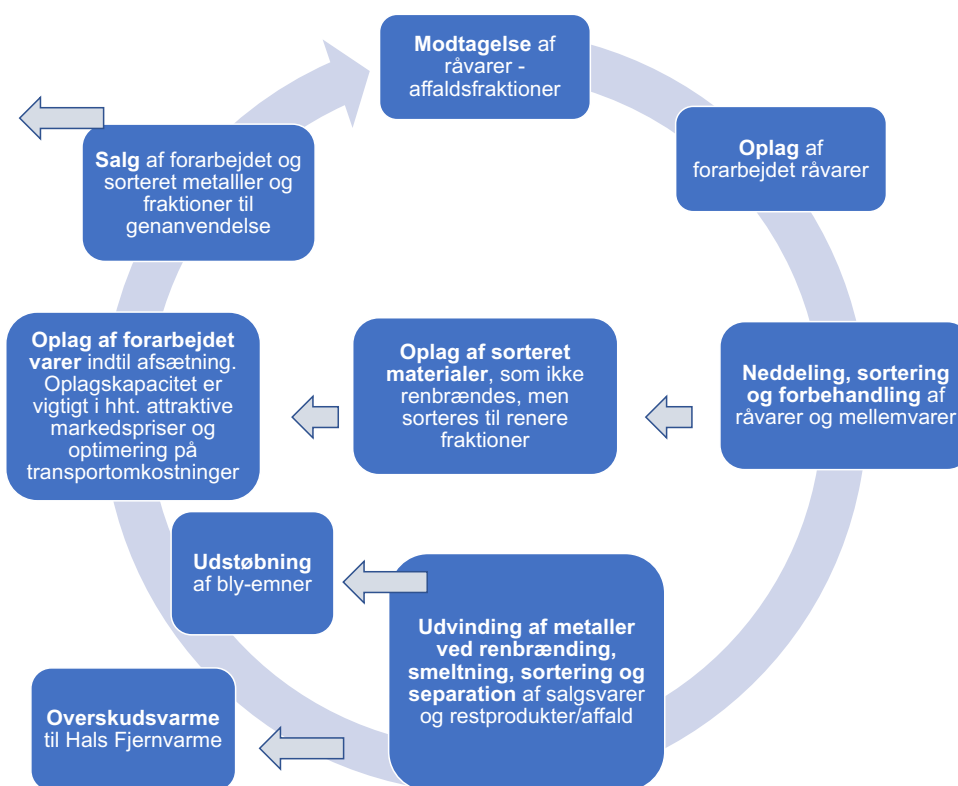 Modtagelse af
råvarer -
affaldsfraktioner
Oplag af
forarbejdet råvarer
Neddeling, sortering
og forbehandling af
råvarer og mellemvarer
Udvinding af metaller
ved renbrænding,
smeltning, sortering og
separation af salgsvarer
og restprodukter/affald
Overskudsvarme
til Hals Fjernvarme
Udstøbning
af bly-emner
Oplag af sorteret
materialer, som ikke
renbrændes, men
sorteres til renere
fraktioner
Oplag af forarbejdet
varer indtil afsætning.
Oplagskapacitet er
vigtigt i hht. attraktive
markedspriser og
optimering på
transportomkostninger
Salg af forarbejdet og
sorteret metalller og
fraktioner til
genanvendelse